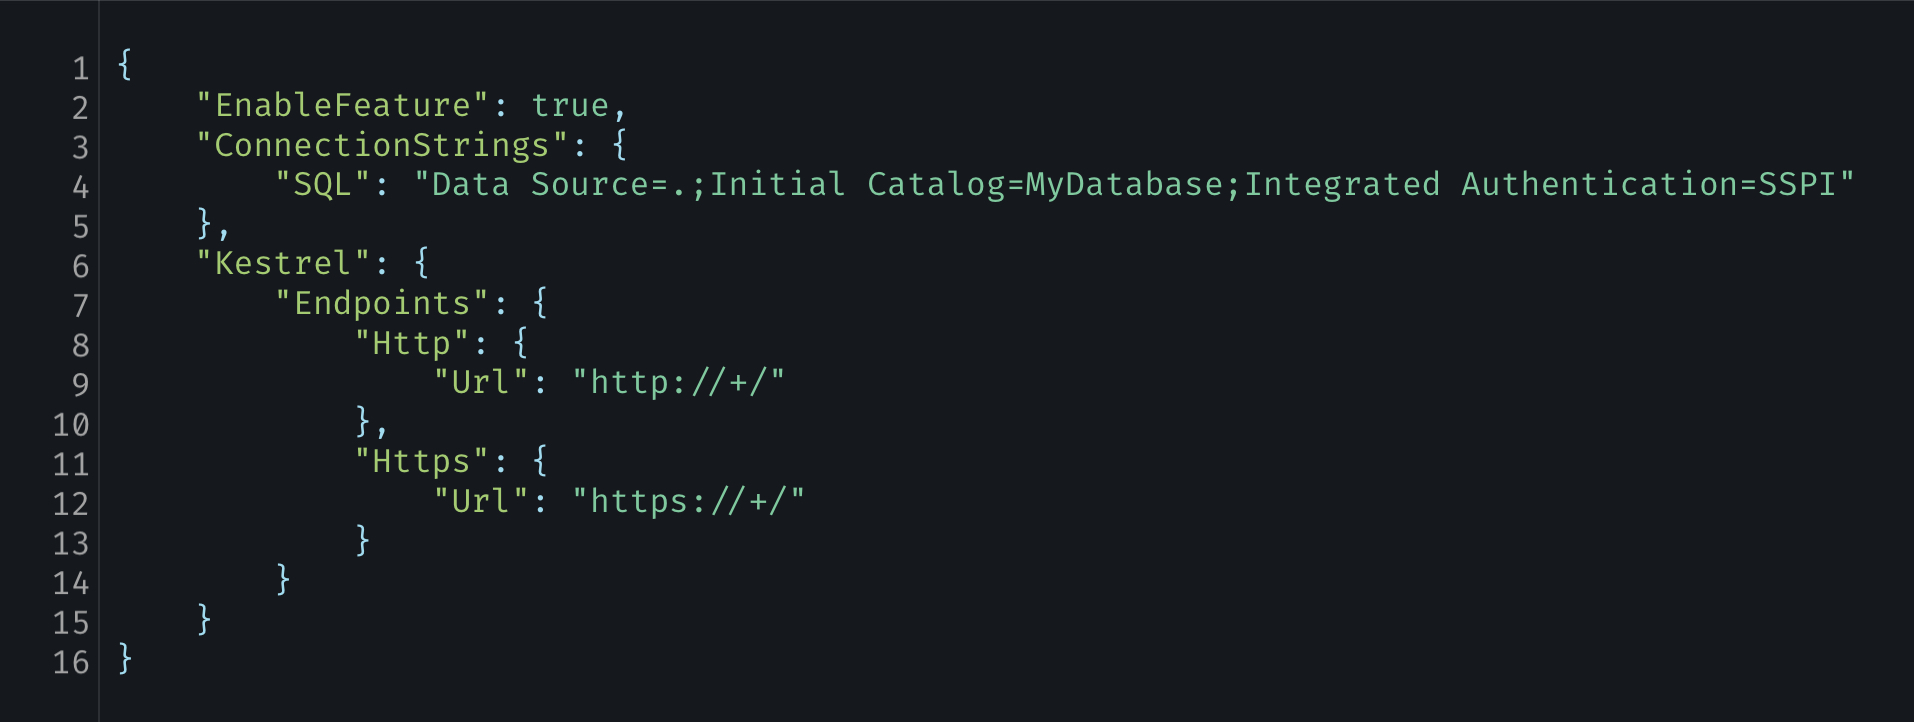 1 {
2     "EnableFeature": true,
3     "ConnectionStrings": {
4         "SQL": "Data Source=.;Initial Catalog=MyDatabase;Integrated Authentication=SSPI"
5     },
6     "Kestrel": {
7         "Endpoints": {
8             "Http": {
9                 "Url": "http://+/"
10             },
11             "Https": {
12                 "Url": "https://+/"
13             }
14         }
15     }
16 }